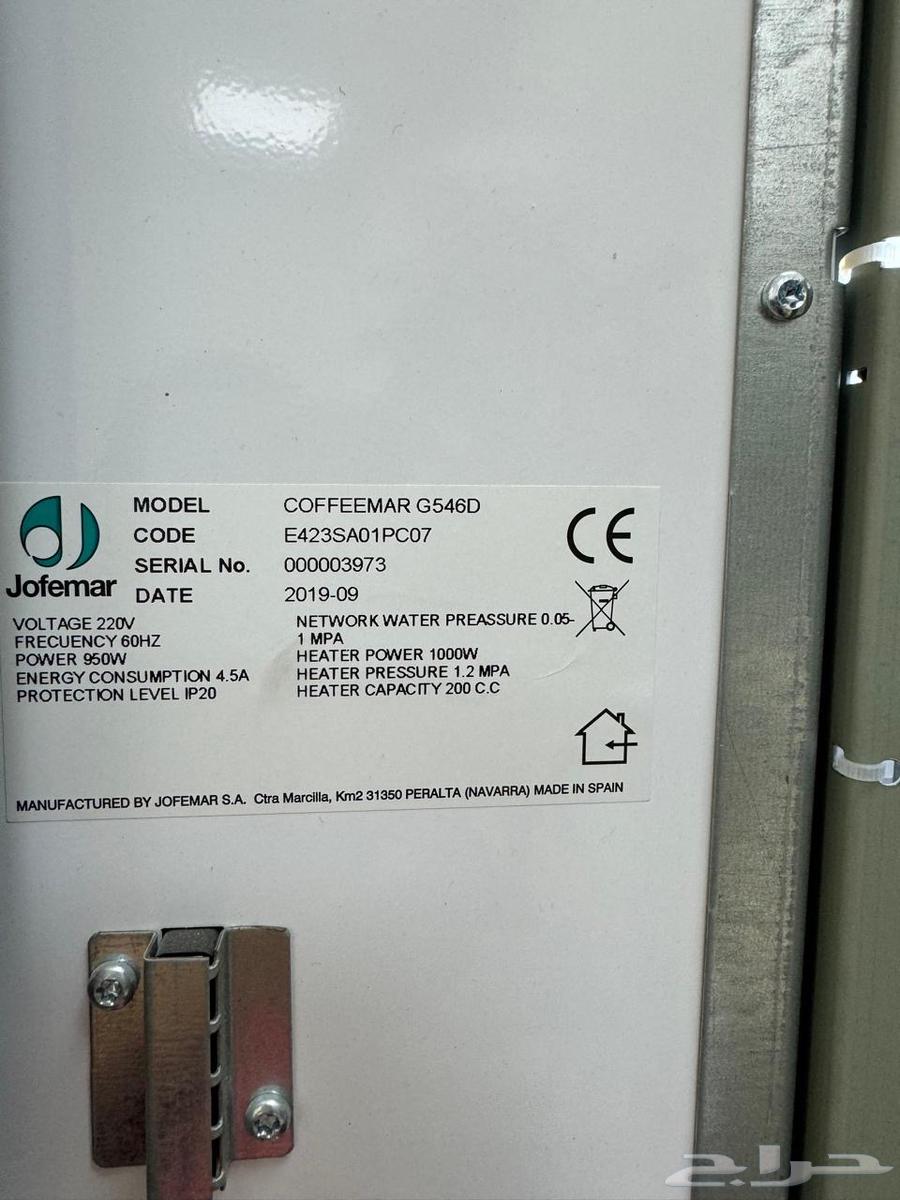 Jofemar
MODEL COFFEEMAR G546D
CODE E423SA01PC07
SERIAL No. 000003973
DATE 2019-09
VOLTAGE 220V
FRECUENCY 60HZ
POWER 950W
ENERGY CONSUMPTION 4.5A
PROTECTION LEVEL IP20
NETWORK WATER PREASSURE 0.05-
1 MPA
HEATER POWER 1000W
HEATER PRESSURE 1.2 MPA
HEATER CAPACITY 200 C.C
CE
MANUFACTURED BY JOFEMAR S.A. Ctra Marcilla, Km2 31350 PERALTA (NAVARRA) MADE IN SPAIN
حراج